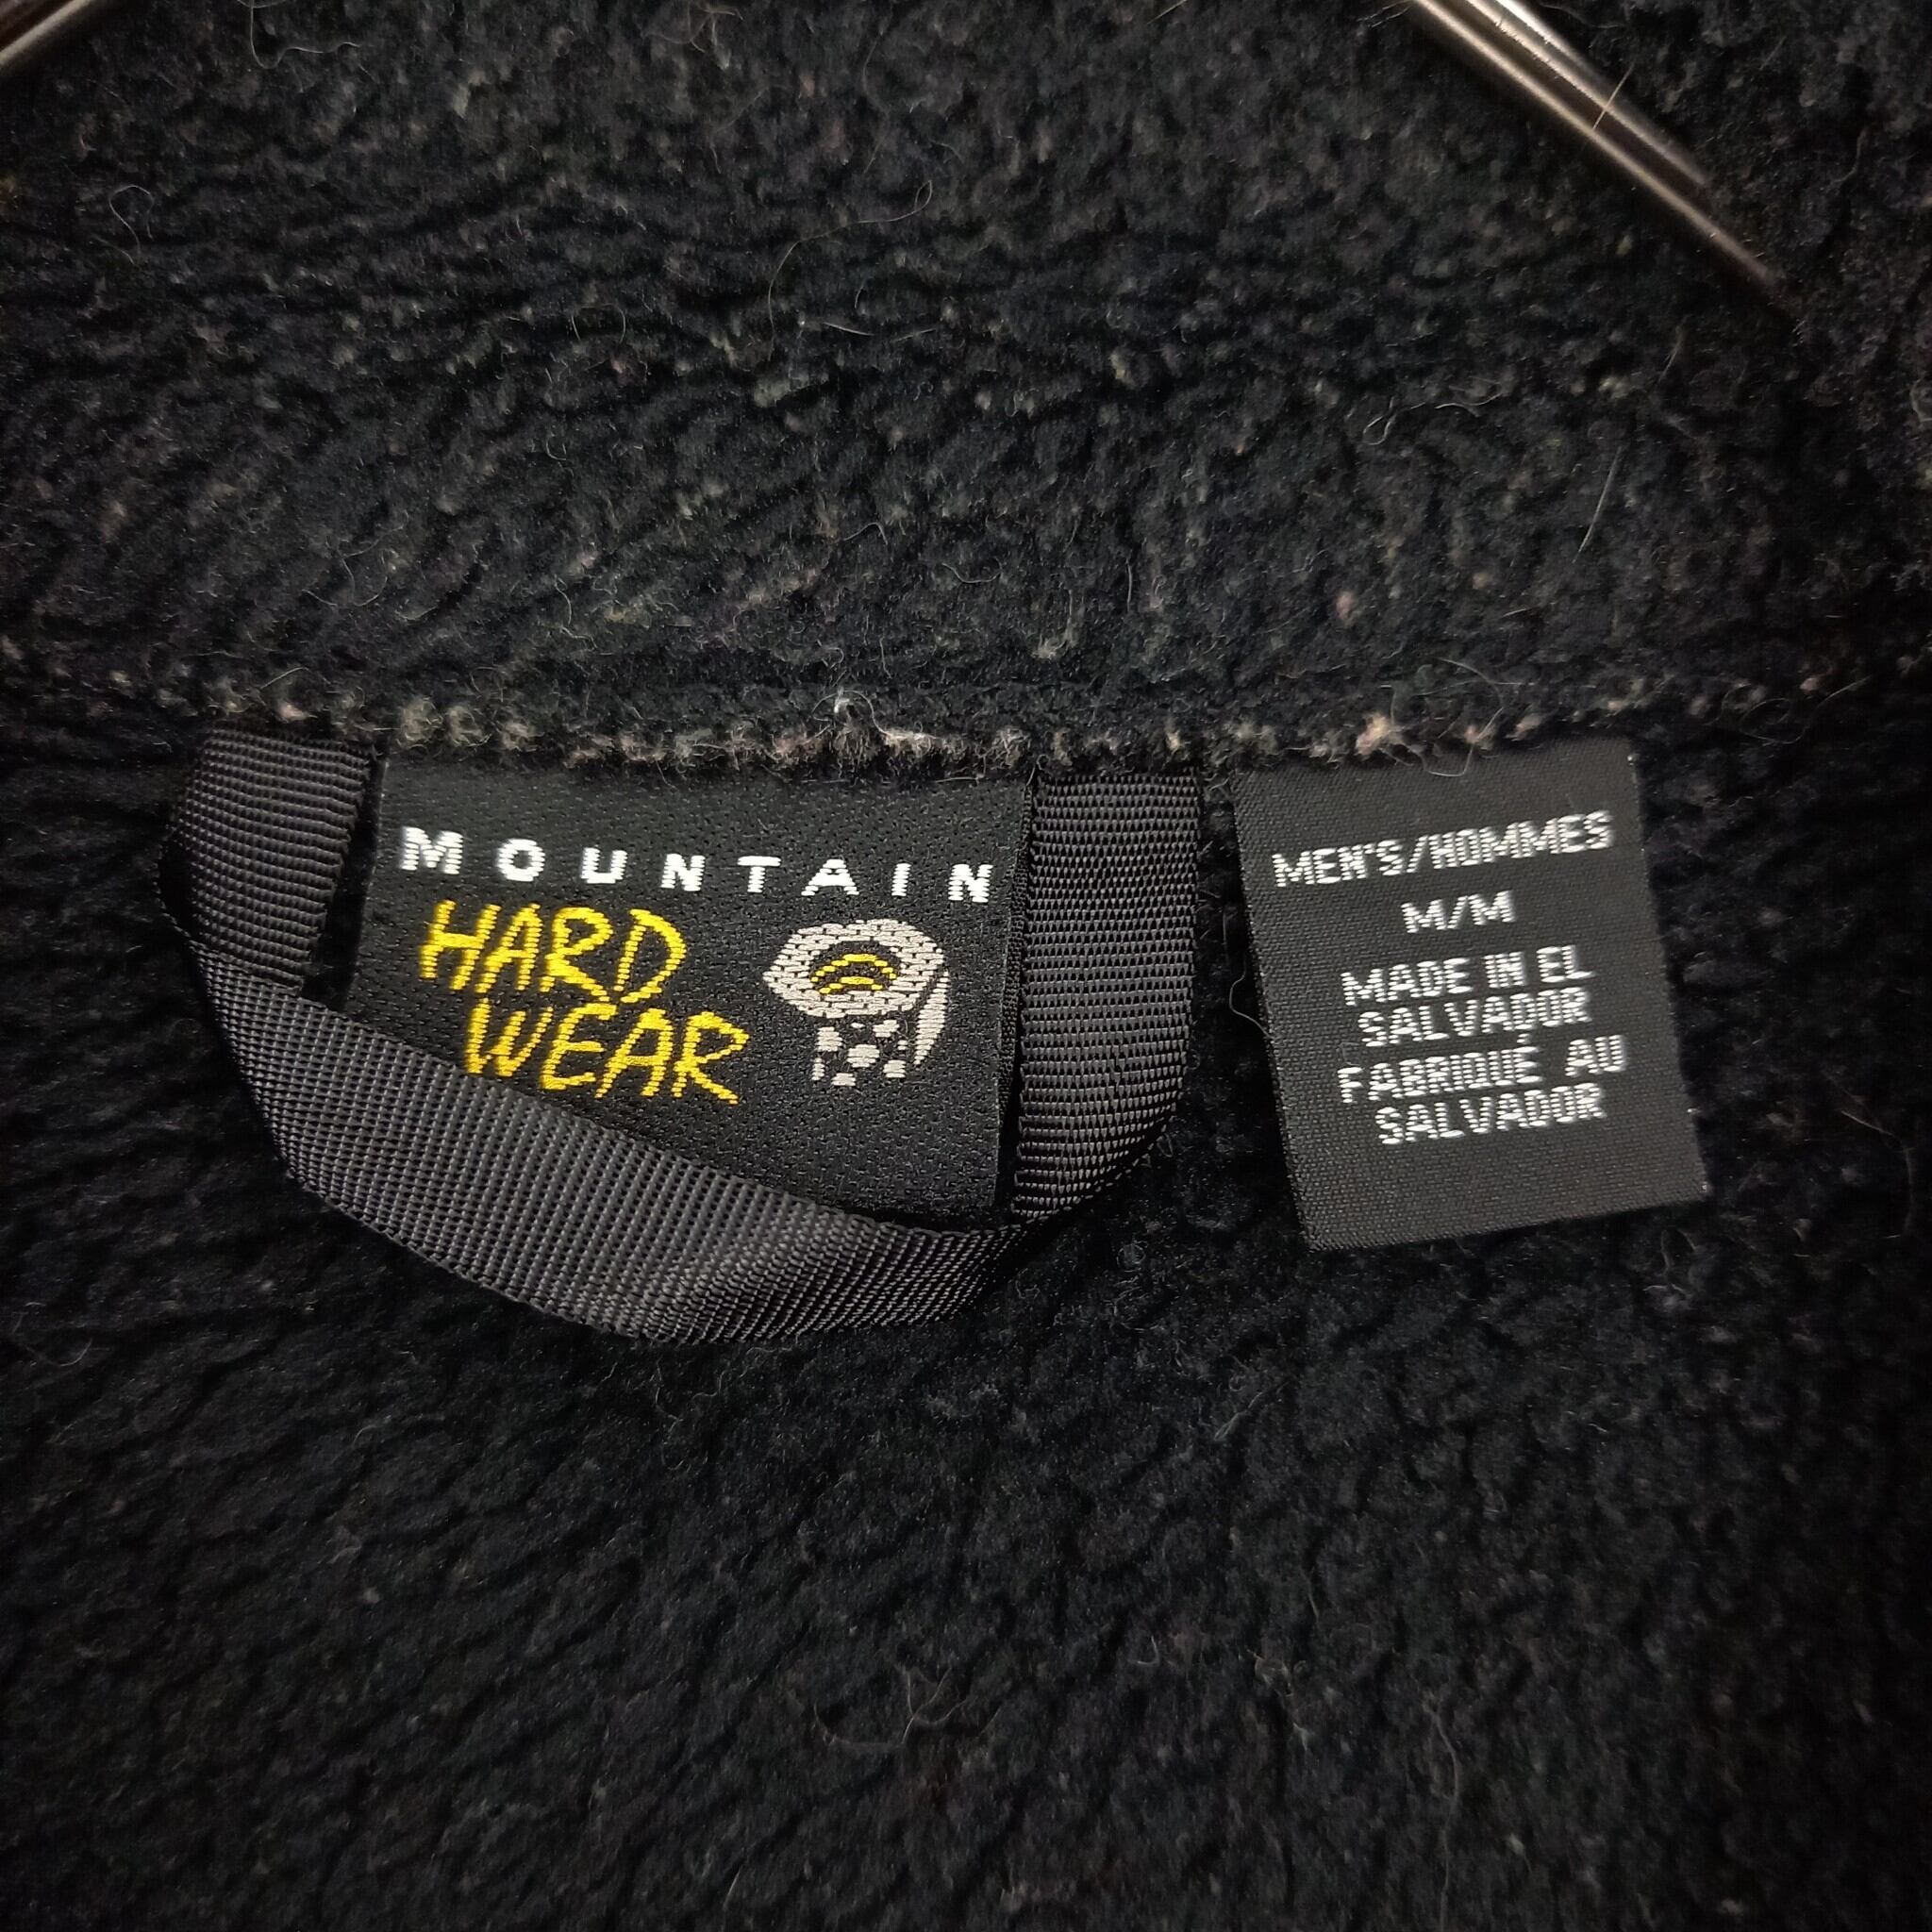 MOUNTAIN
HARD
WEAR
MEN'S/HOMMES
M/M
MADE IN EL
SALVADOR
FABRIQUÉ AU
SALVADOR